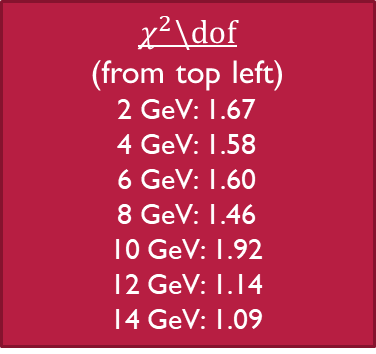 χ²\dof
(from top left)
2 GeV: 1.67
4 GeV: 1.58
6 GeV: 1.60
8 GeV: 1.46
10 GeV: 1.92
12 GeV: 1.14
14 GeV: 1.09